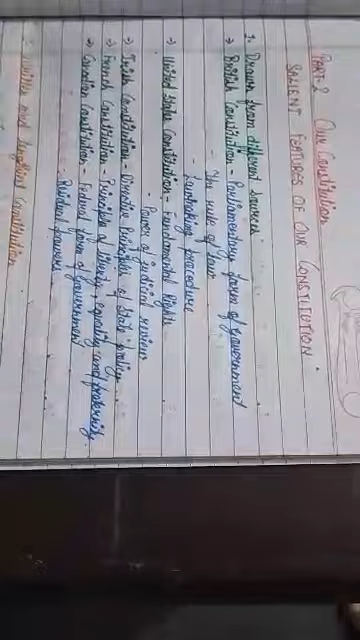 PART-2 Our Constitution
SALIENT FEATURES OF OUR CONSTITUTION
1. Drawn from different sources
→ British Constitution - Parliamentary form of government
- The rule of law
- Lawmaking procedure
→ United States Constitution - Fundamental Rights
- Power of judicial review
→ Irish Constitution - Directive Principles of State policy
→ French Constitution - Principles of liberty, equality and fraternity
→ Canadian Constitution - Federal form of government
- Residual powers
Written and lengthiest Constitution